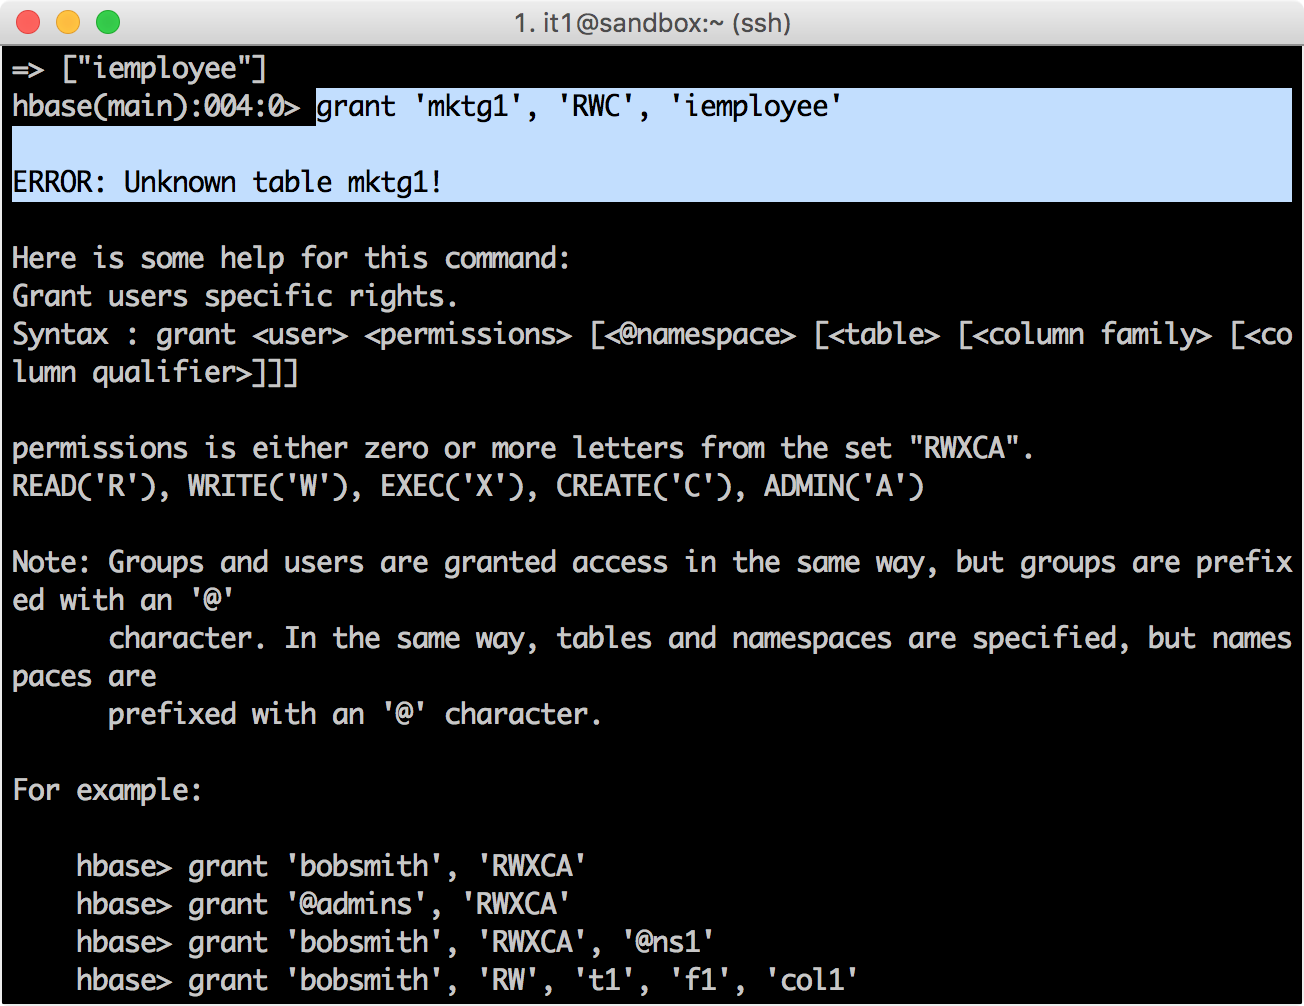 1. it1@sandbox:~ (ssh)
=> ["iemployee"]
hbase(main):004:0> grant 'mktg1', 'RWC', 'iemployee'
ERROR: Unknown table mktg1!
Here is some help for this command:
Grant users specific rights.
Syntax : grant <user> <permissions> [<@namespace> [<table> [<column family> [<co
lumn qualifier>]]]
permissions is either zero or more letters from the set "RWXCA".
READ('R'), WRITE('W'), EXEC('X'), CREATE('C'), ADMIN('A')
Note: Groups and users are granted access in the same way, but groups are prefix
ed with an '@'
character. In the same way, tables and namespaces are specified, but names
paces are
prefixed with an '@' character.
For example:
hbase> grant 'bobsmith', 'RWXCA'
hbase> grant '@admins', 'RWXCA'
hbase> grant 'bobsmith', 'RWXCA', '@ns1'
hbase> grant 'bobsmith', 'RW', 't1', 'f1', 'col1'